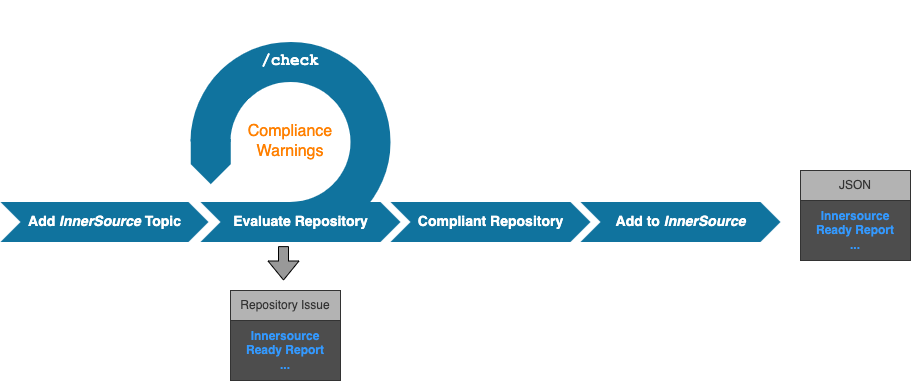 /check
Compliance
Warnings
Add InnerSource Topic
Evaluate Repository
Compliant Repository
Add to InnerSource
JSON
Innersource
Ready Report
...
Repository Issue
Innersource
Ready Report
...